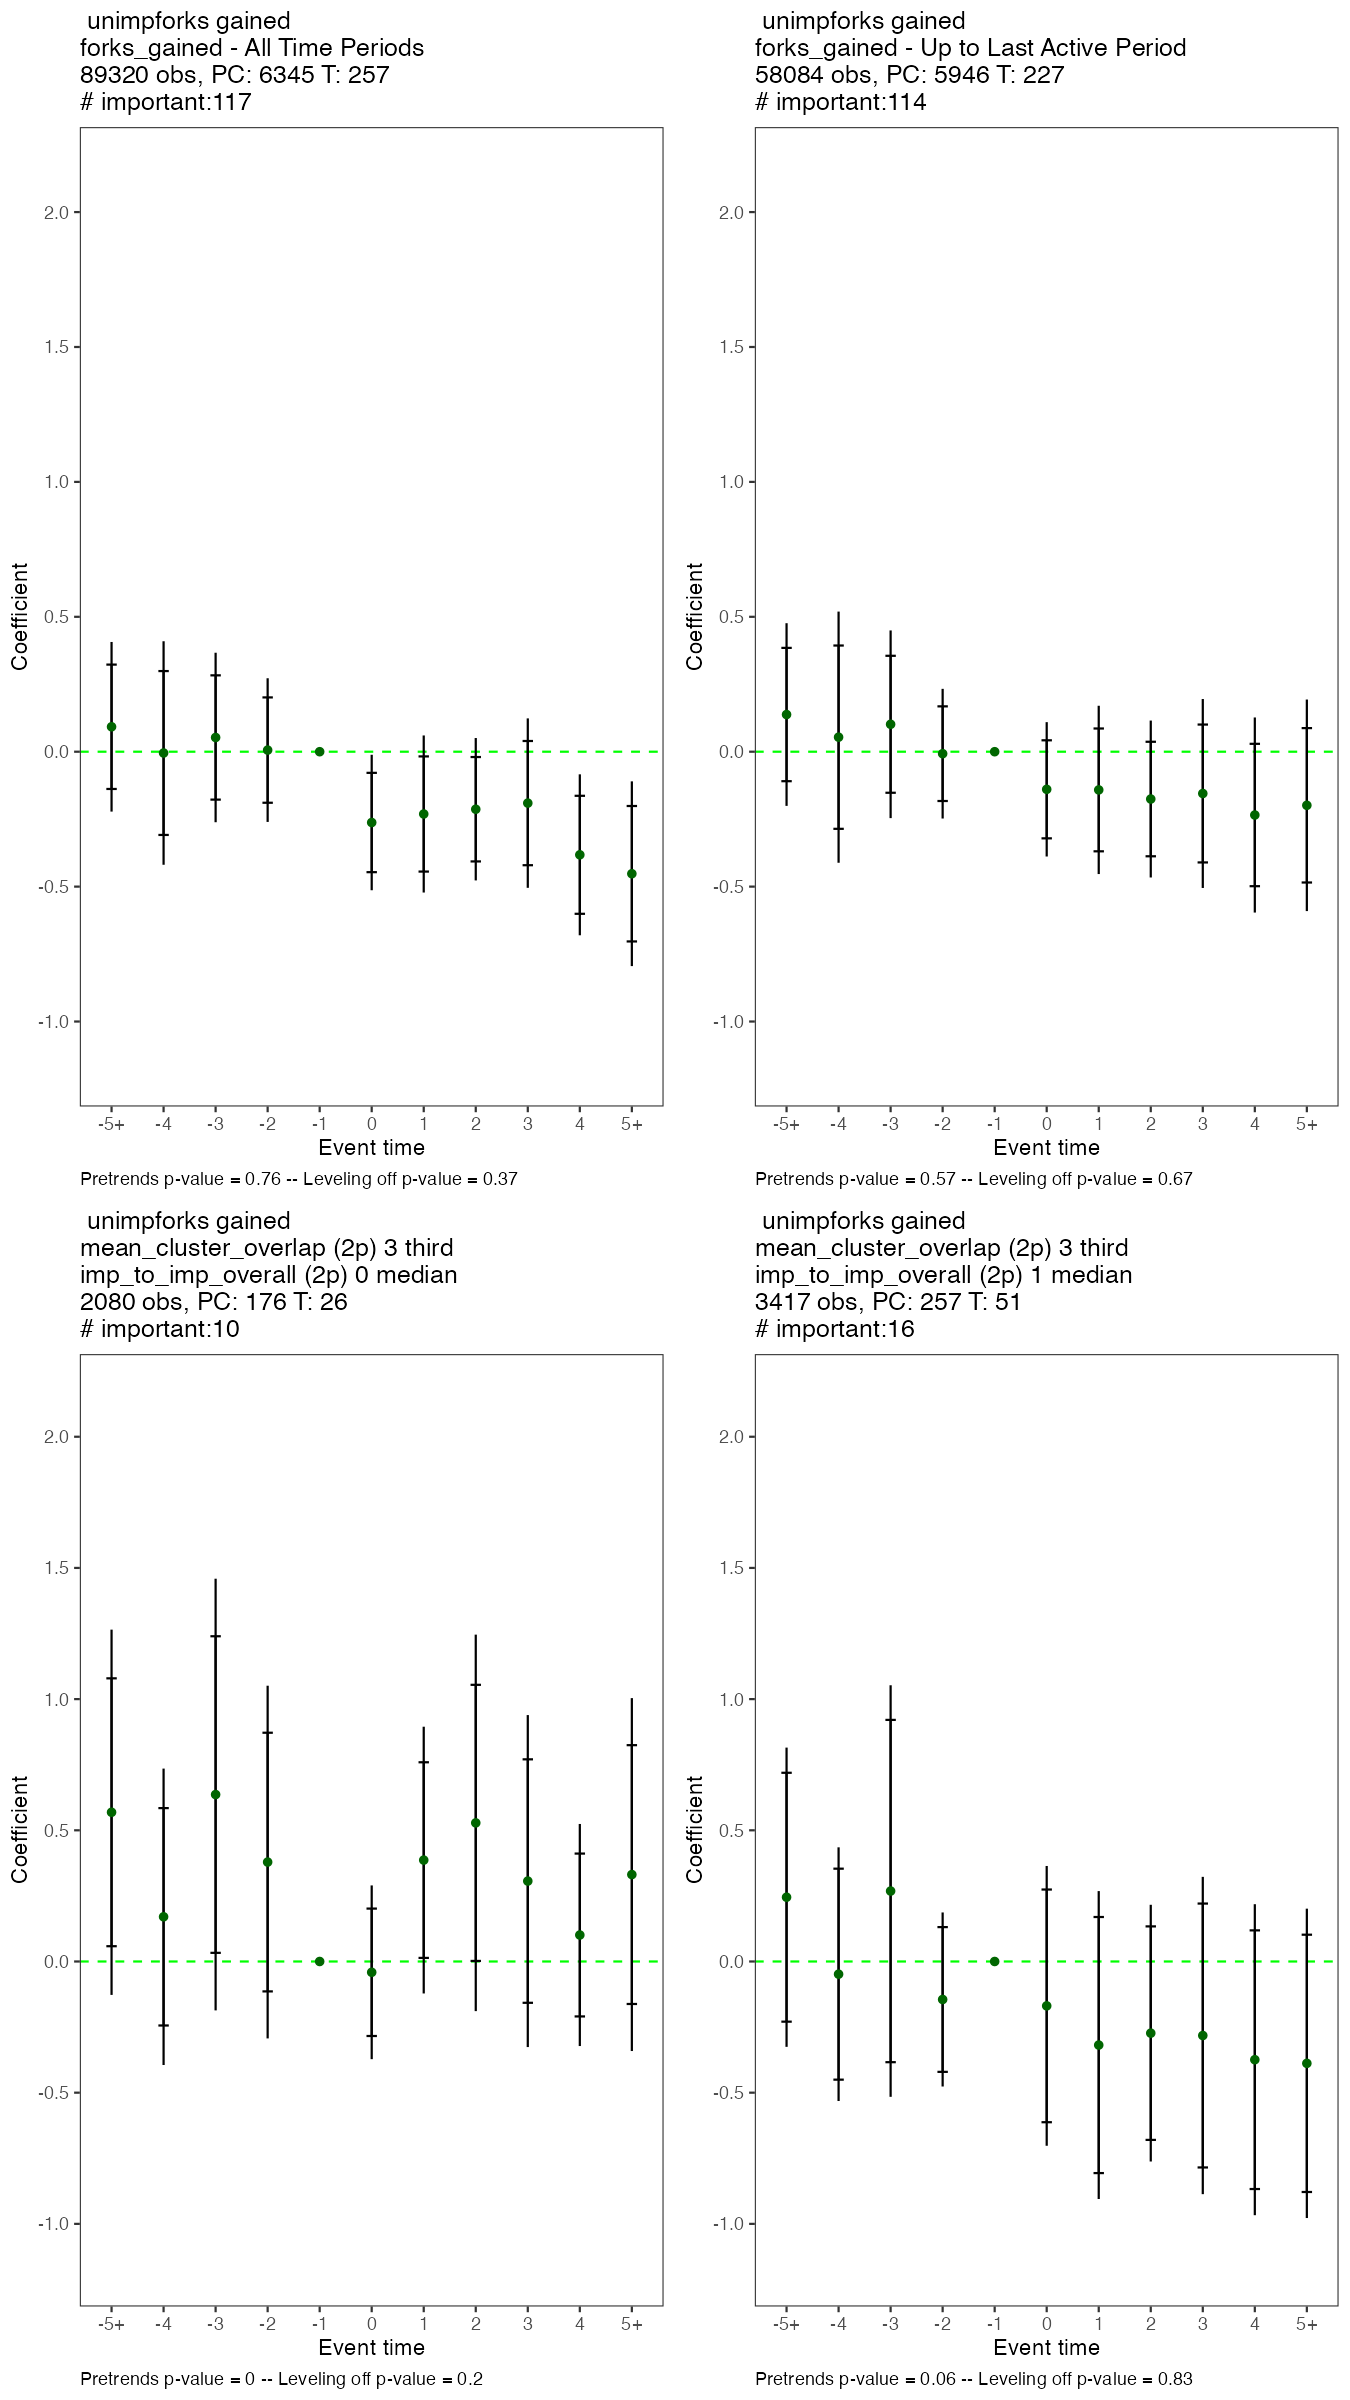 unimpforks gained
forks_gained - All Time Periods
89320 obs, PC: 6345 T: 257
# important:117
2.0
1.5
1.0
0.5
0.0
-0.5
-1.0
Coefficient
-5+ -4 -3 -2 -1 0 1 2 3 4 5+
Event time
Pretrends p-value = 0.76 -- Leveling off p-value = 0.37
unimpforks gained
forks_gained - Up to Last Active Period
58084 obs, PC: 5946 T: 227
# important:114
2.0
1.5
1.0
0.5
0.0
-0.5
-1.0
Coefficient
-5+ -4 -3 -2 -1 0 1 2 3 4 5+
Event time
Pretrends p-value = 0.57 -- Leveling off p-value = 0.67
unimpforks gained
mean_cluster_overlap (2p) 3 third
imp_to_imp_overall (2p) 0 median
2080 obs, PC: 176 T: 26
# important:10
2.0
1.5
1.0
0.5
0.0
-0.5
-1.0
Coefficient
-5+ -4 -3 -2 -1 0 1 2 3 4 5+
Event time
Pretrends p-value = 0 -- Leveling off p-value = 0.2
unimpforks gained
mean_cluster_overlap (2p) 3 third
imp_to_imp_overall (2p) 1 median
3417 obs, PC: 257 T: 51
# important:16
2.0
1.5
1.0
0.5
0.0
-0.5
-1.0
Coefficient
-5+ -4 -3 -2 -1 0 1 2 3 4 5+
Event time
Pretrends p-value = 0.06 -- Leveling off p-value = 0.83